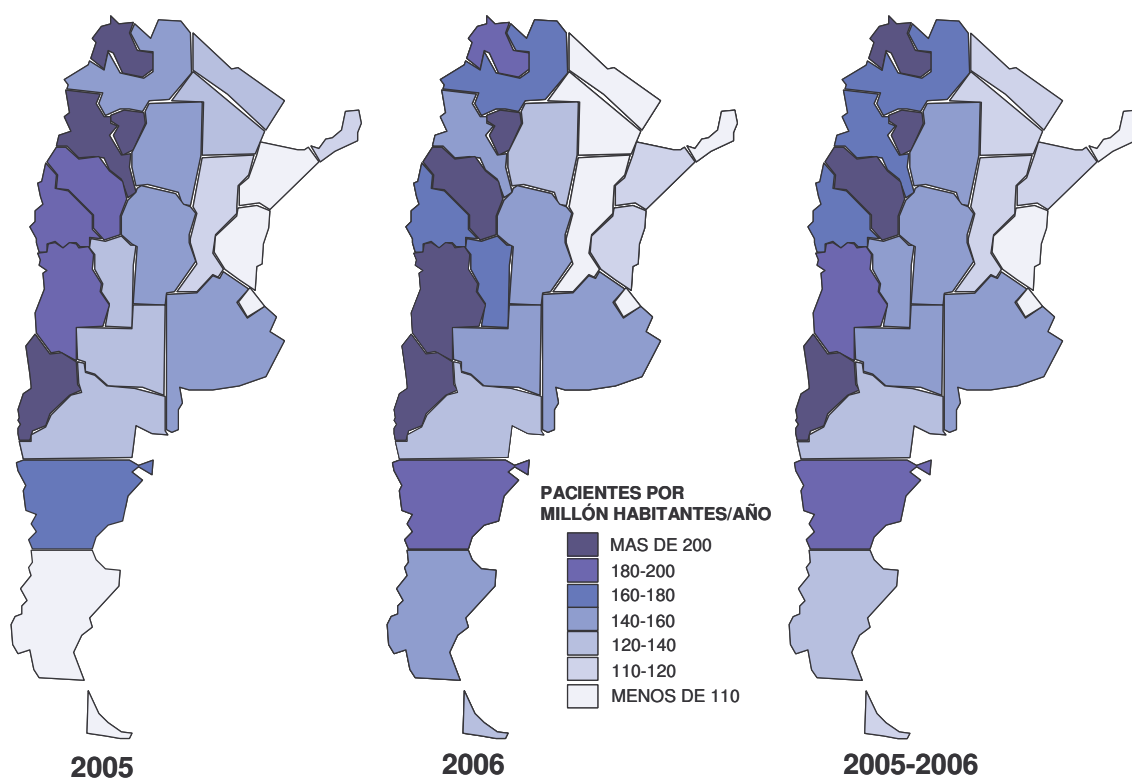 PACIENTES POR
MILLÓN HABITANTES/AÑO
MAS DE 200
180-200
160-180
140-160
120-140
110-120
MENOS DE 110
2005
2006
2005-2006